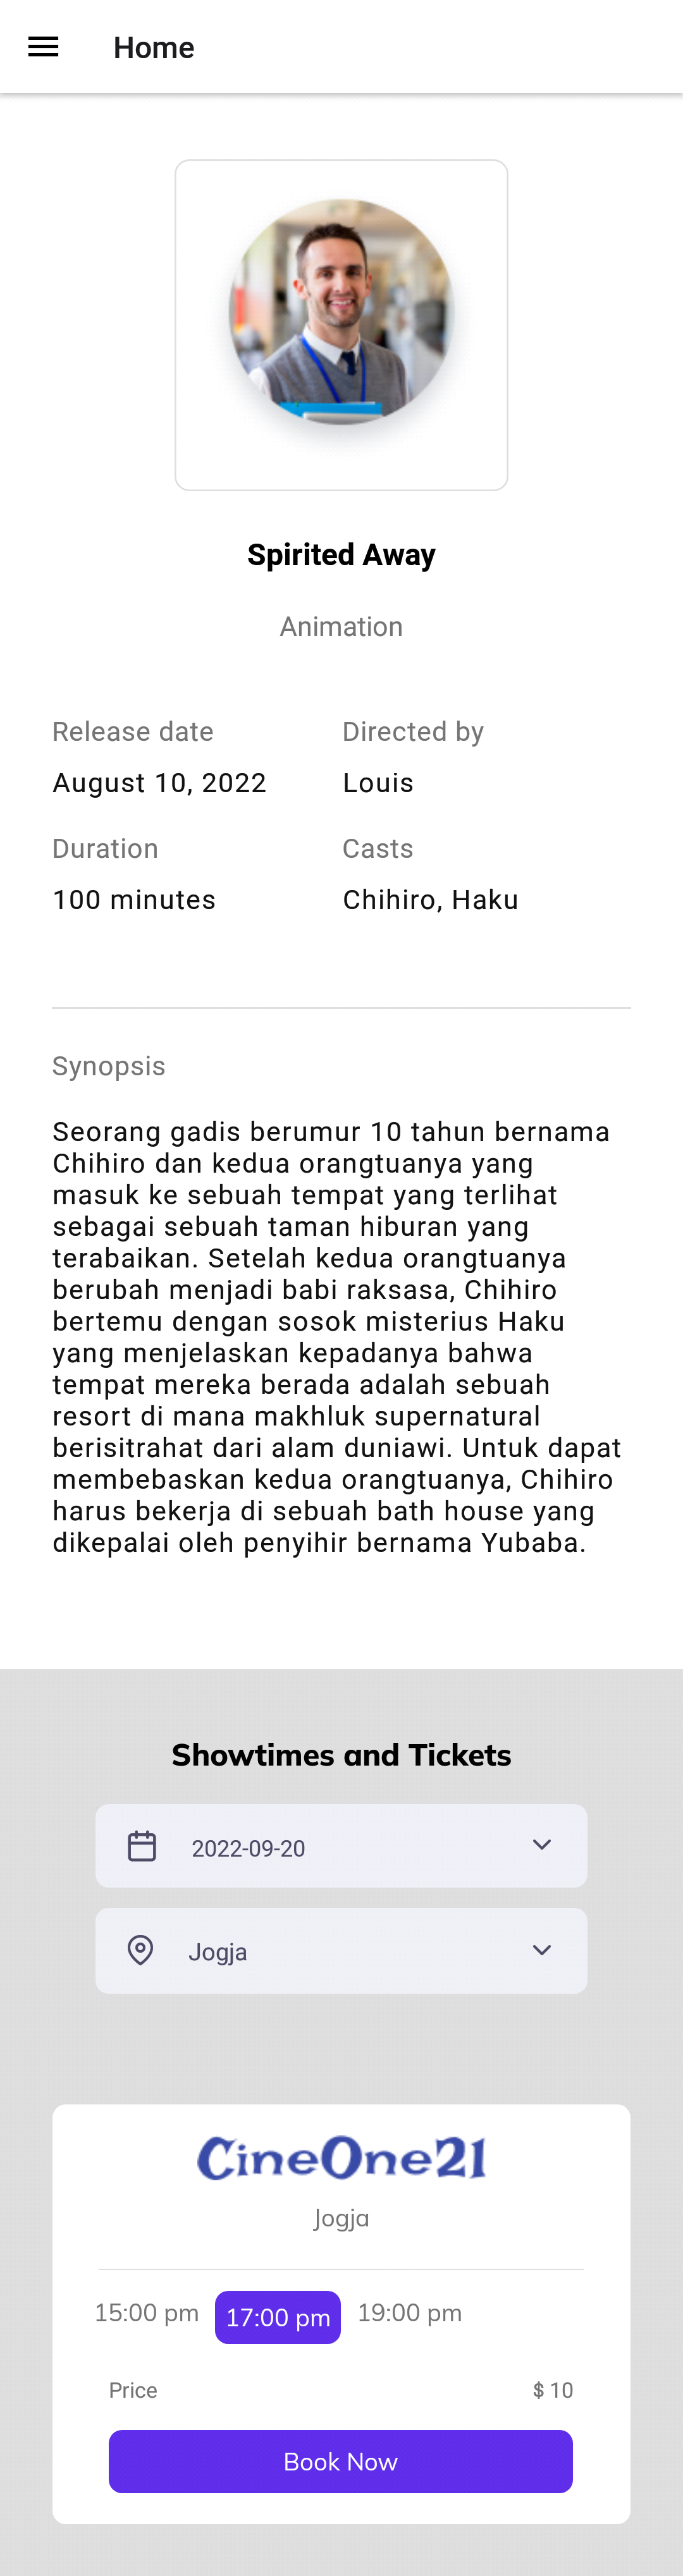 Home
Spirited Away
Animation
Release date
Directed by
August 10, 2022
Louis
Duration
Casts
100 minutes
Chihiro, Haku
Synopsis
Seorang gadis berumur 10 tahun bernama
Chihiro dan kedua orangtuanya yang
masuk ke sebuah tempat yang terlihat
sebagai sebuah taman hiburan yang
terabaikan. Setelah kedua orangtuanya
berubah menjadi babi raksasa, Chihiro
bertemu dengan sosok misterius Haku
yang menjelaskan kepadanya bahwa
tempat mereka berada adalah sebuah
resort di mana makhluk supernatural
berisitrahat dari alam duniawi. Untuk dapat
membebaskan kedua orangtuanya, Chihiro
harus bekerja di sebuah bath house yang
dikepalai oleh penyihir bernama Yubaba.
Showtimes and Tickets
2022-09-20
Jogja
CineOne21
Jogja
15:00 pm 17:00 pm 19:00 pm
Price $ 10
Book Now